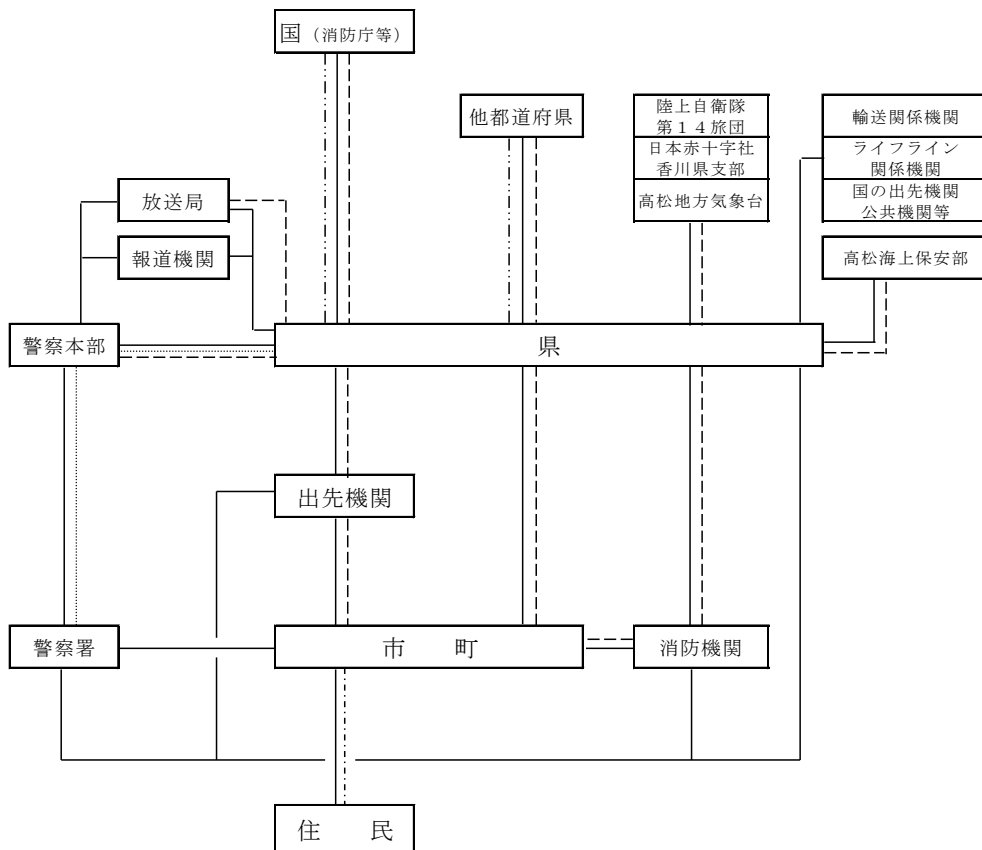 国（消防庁等）
他都道府県
陸上自衛隊
第１４旅団
日本赤十字社
香川県支部
高松地方気象台
輸送関係機関
ライフライン
関係機関
国の出先機関
公共機関等
放送局
報道機関
高松海上保安部
警察本部
県
出先機関
警察署
市　　町
消防機関
住　　民